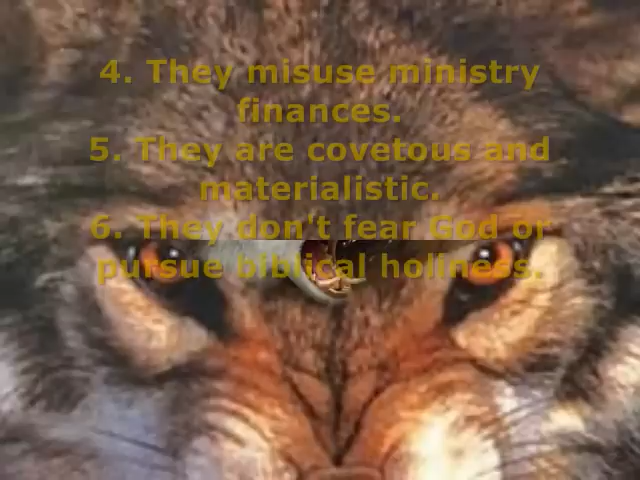 4. They misuse ministry
finances.
5. They are covetous and
materialistic.
6. They don't fear God or
pursue biblical holiness.